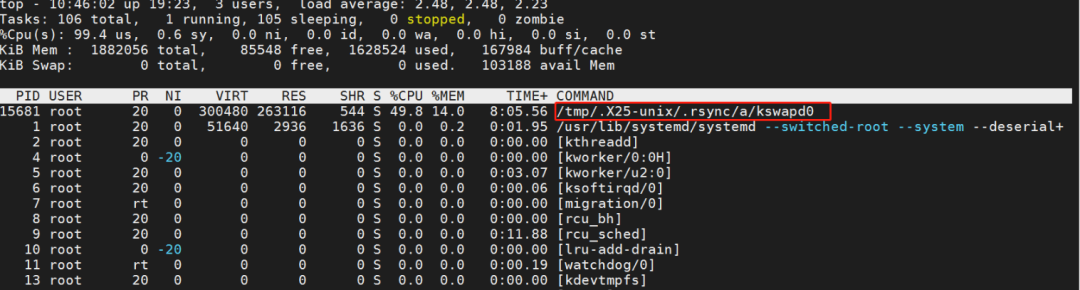 top - 10:46:02 up 19:23,  3 users,  load average: 2.48, 2.48, 2.23
Tasks: 106 total,   1 running, 105 sleeping,   0 stopped,   0 zombie
%Cpu(s): 99.4 us,  0.6 sy,  0.0 ni,  0.0 id,  0.0 wa,  0.0 hi,  0.0 si,  0.0 st
KiB Mem :  1882056 total,    85548 free,  1628524 used,   167984 buff/cache
KiB Swap:        0 total,        0 free,        0 used.   103188 avail Mem
PID USER PR NI VIRT RES SHR S %CPU %MEM TIME+ COMMAND
15681 root 20 0 300480 263116 544 S 49.8 14.0 8:05.56 /tmp/.X25-unix/.rsync/a/kswapd0
1 root 20 0 51640 2936 1636 S 0.0 0.2 0:01.95 /usr/lib/systemd/systemd --switched-root --system --deserial+
2 root 20 0 0 0 0 S 0.0 0.0 0:00.00 [kthreadd]
4 root 0 -20 0 0 0 S 0.0 0.0 0:00.00 [kworker/0:0H]
5 root 20 0 0 0 0 S 0.0 0.0 0:03.07 [kworker/u2:0]
6 root 20 0 0 0 0 S 0.0 0.0 0:00.06 [ksoftirqd/0]
7 root rt 0 0 0 0 S 0.0 0.0 0:00.00 [migration/0]
8 root 20 0 0 0 0 S 0.0 0.0 0:00.00 [rcu_bh]
9 root 20 0 0 0 0 S 0.0 0.0 0:11.88 [rcu_sched]
10 root 0 -20 0 0 0 S 0.0 0.0 0:00.00 [lru-add-drain]
11 root rt 0 0 0 0 S 0.0 0.0 0:00.19 [watchdog/0]
13 root 20 0 0 0 0 S 0.0 0.0 0:00.00 [kdevtmpfs]